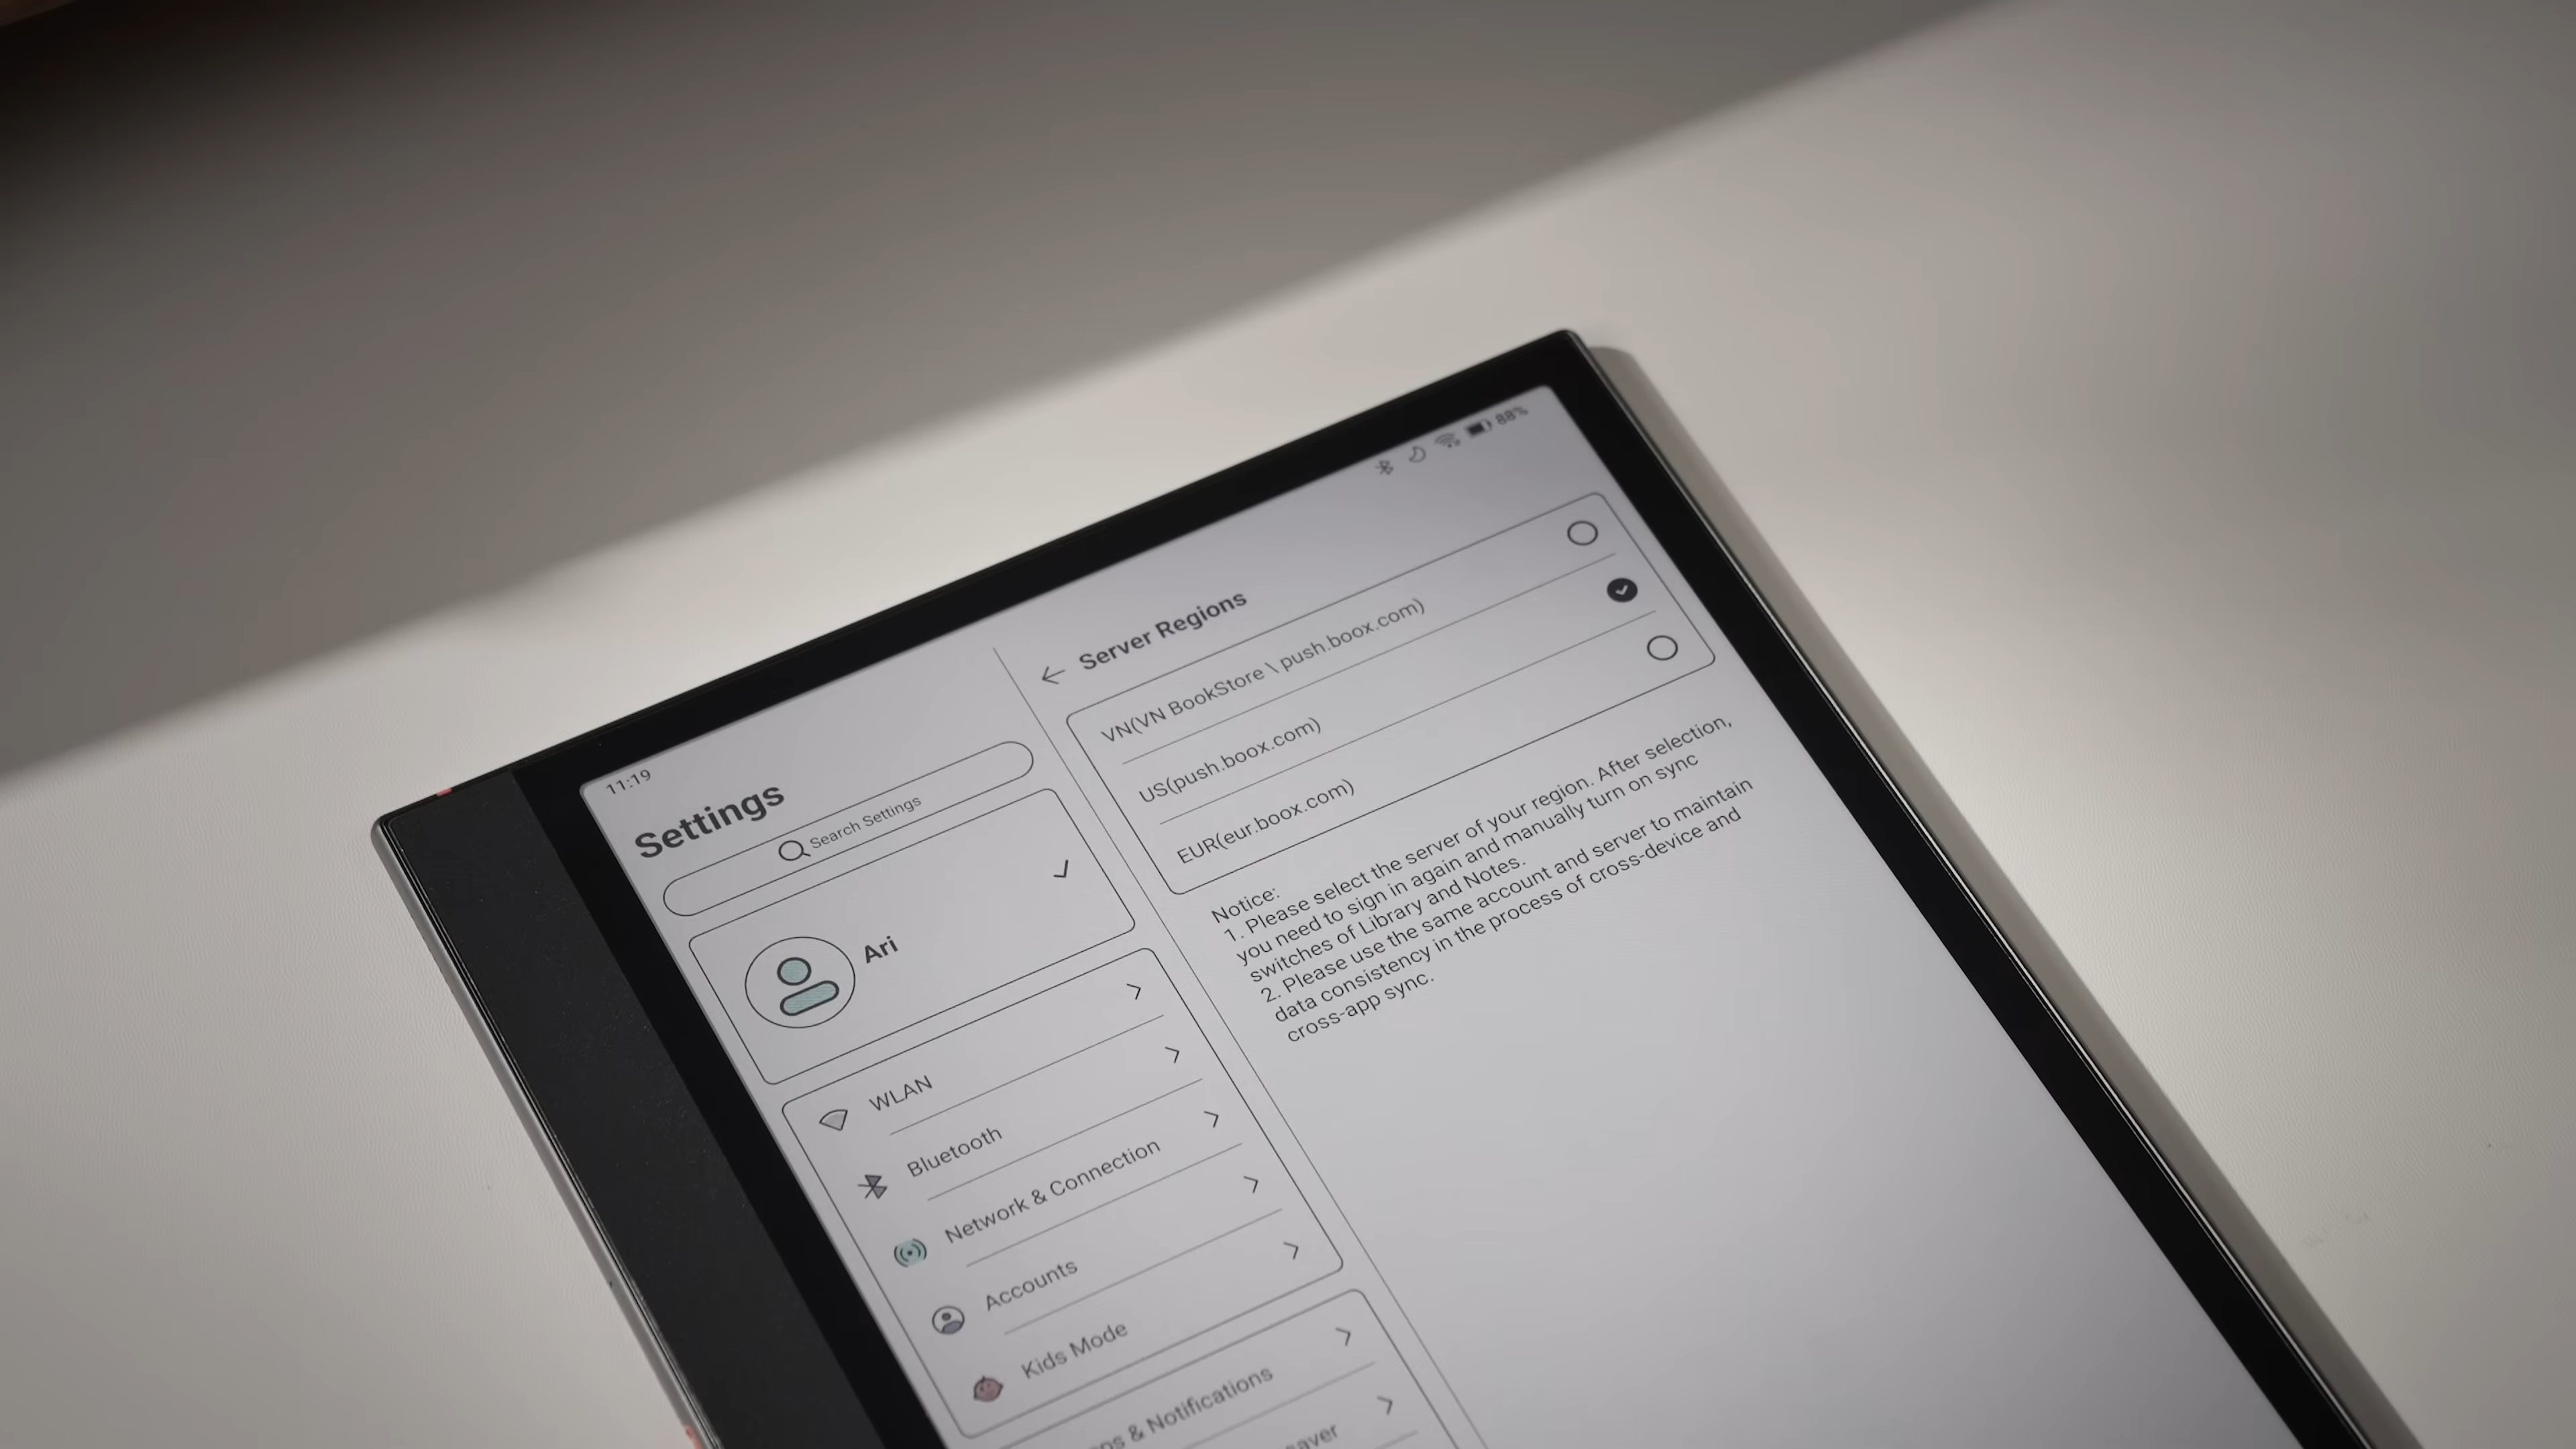 11:19
88%
Settings
Search Settings
Ari
WLAN
Bluetooth
Network & Connection
Accounts
Kids Mode
& Notifications
Server Regions
VN(VN BookStore \ push.boox.com)
US(push.boox.com)
EUR(eur.boox.com)
Notice:
1. Please select the server of your region. After selection,
you need to sign in again and manually turn on sync
switches of Library and Notes.
2. Please use the same account and server to maintain
data consistency in the process of cross-device and
cross-app sync.